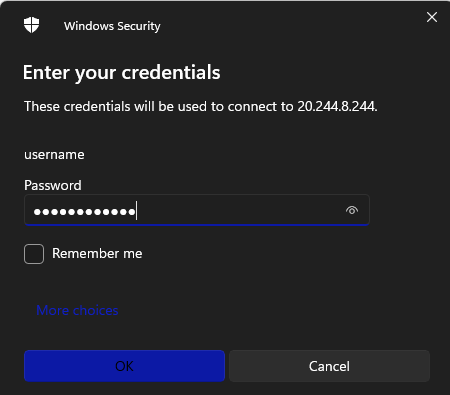 Windows Security
Enter your credentials
These credentials will be used to connect to 20.244.8.244.
username
Password
●●●●●●●●●●●●
Remember me
More choices
OK
Cancel